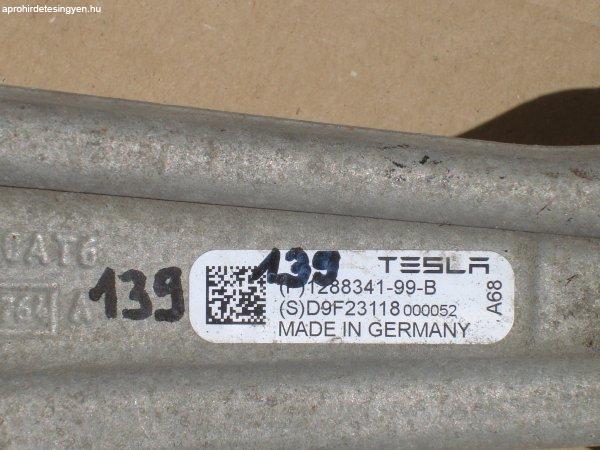 aprohirdetesingyen.hu
139
139
TESLA
(P)1288341-99-B
(S)D9F23118 000052
MADE IN GERMANY
A68
A